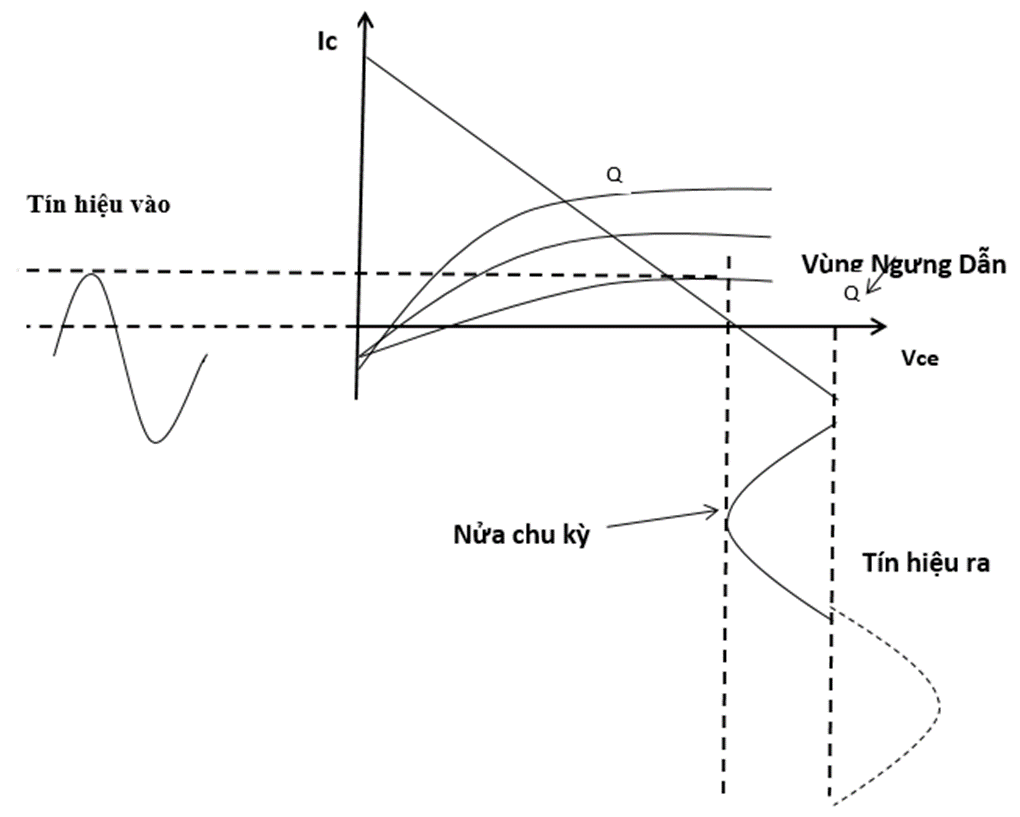 Ic
Q
Tín hiệu vào
Vùng Ngưng Dẫn
Q
Vce
Nửa chu kỳ
Tín hiệu ra